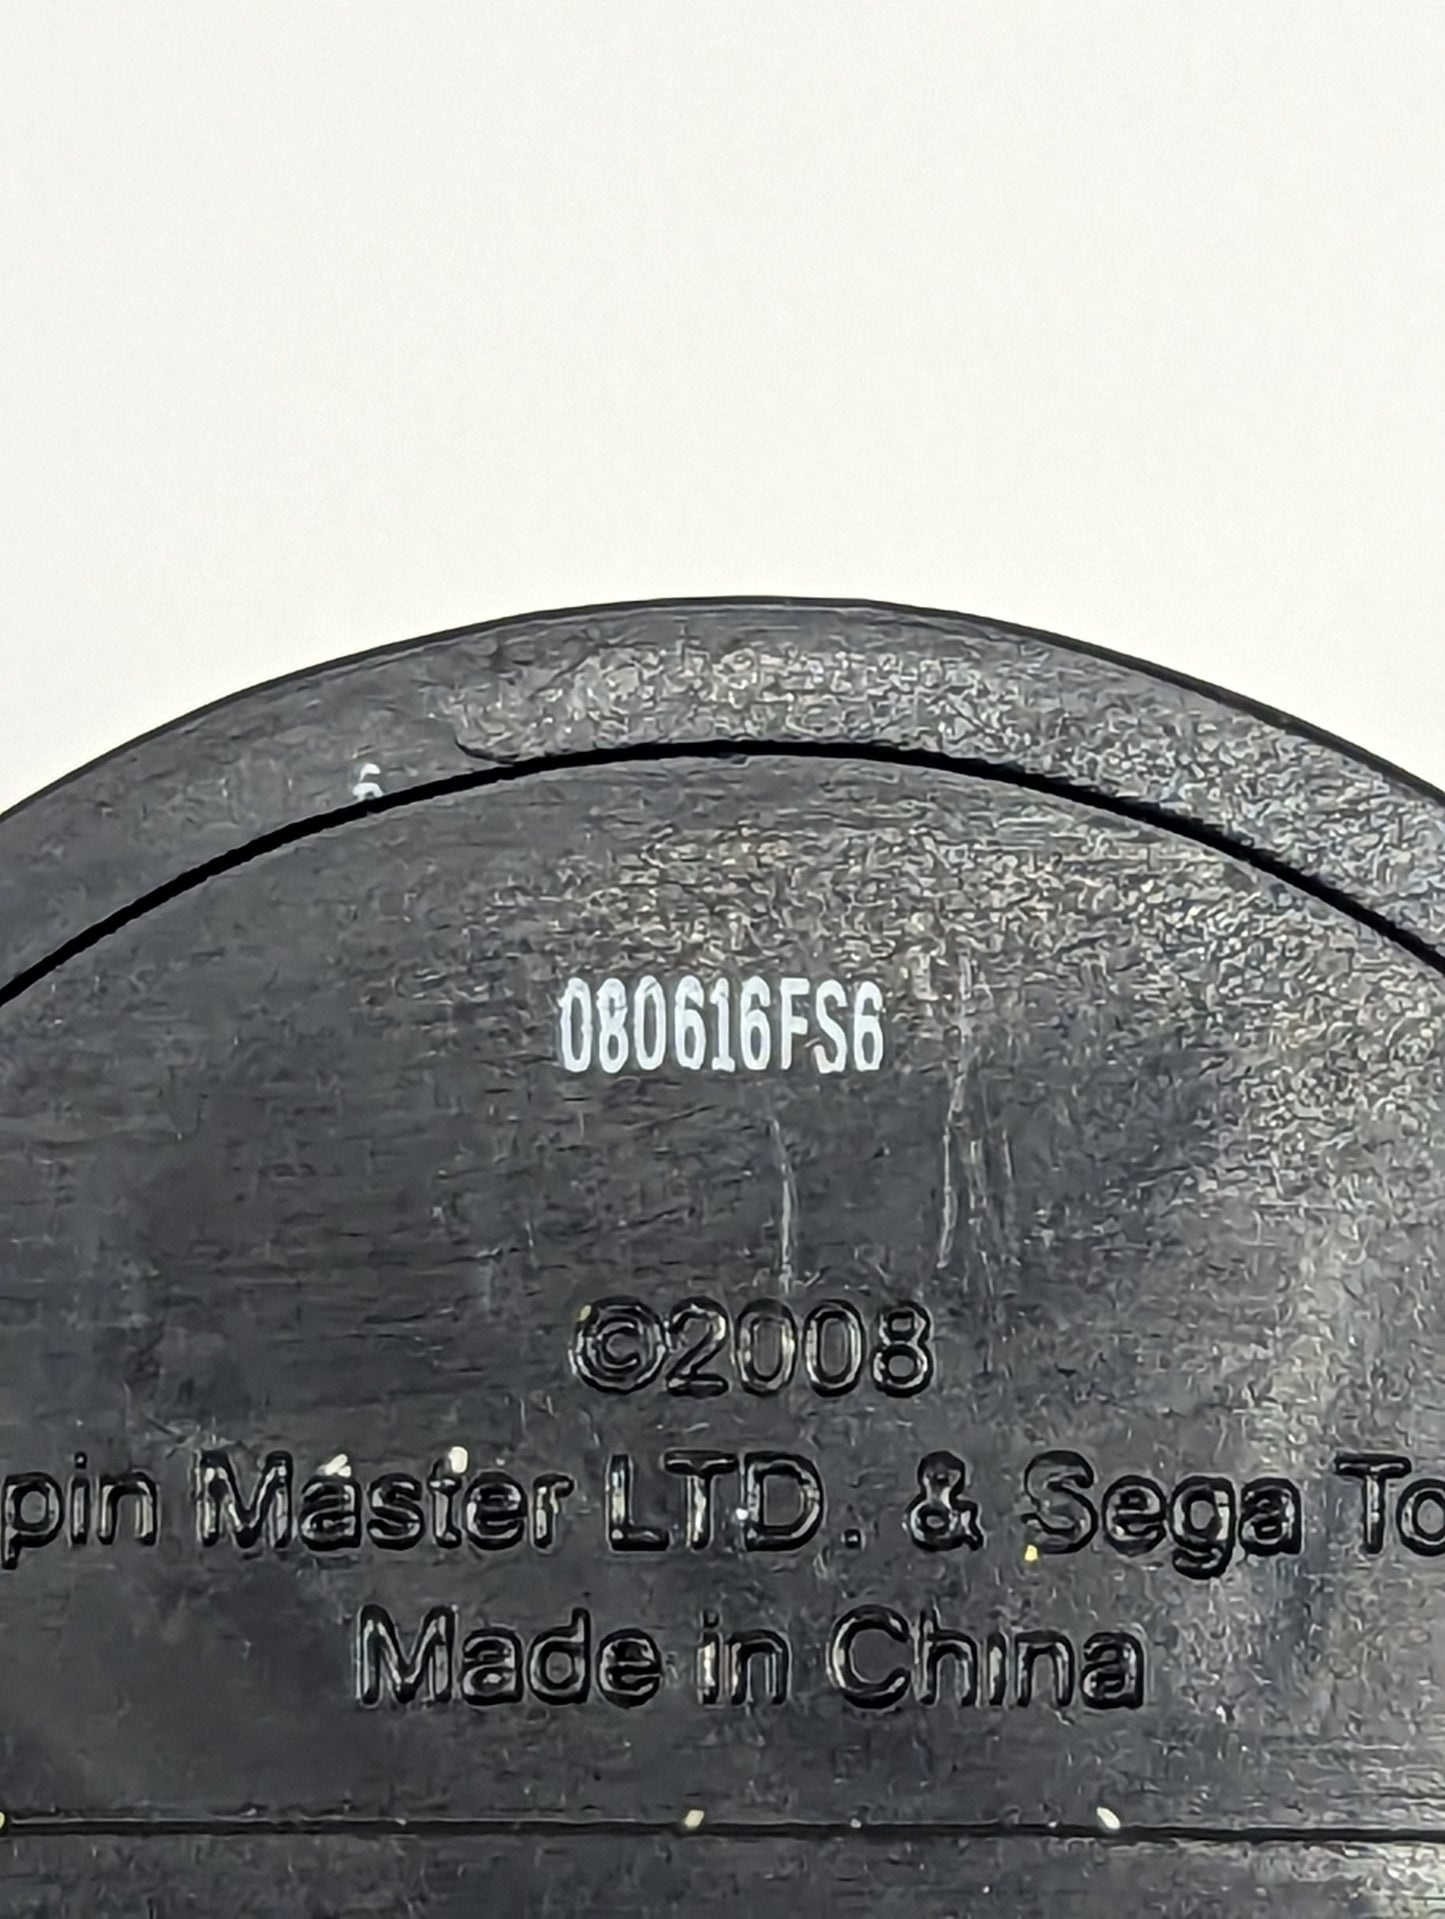 080616FS6
©2008
pin Master LTD. & Sega To
Made in China